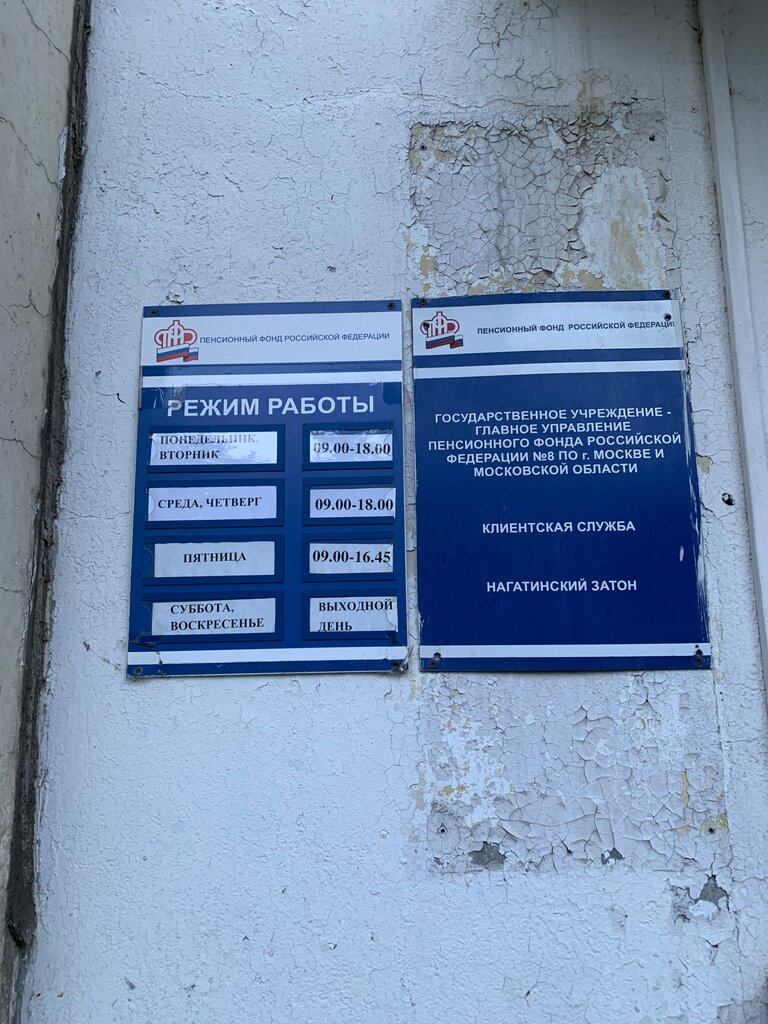 ПЕНСИОННЫЙ ФОНД РОССИЙСКОЙ ФЕДЕРАЦИИ
РЕЖИМ РАБОТЫ
ПОНЕДЕЛЬНИК,
ВТОРНИК
09.00-18.00
СРЕДА, ЧЕТВЕРГ
09.00-18.00
ПЯТНИЦА
09.00-16.45
СУББОТА,
ВОСКРЕСЕНЬЕ
ВЫХОДНОЙ
ДЕНЬ
ПЕНСИОННЫЙ ФОНД РОССИЙСКОЙ ФЕДЕРАЦИ
ГОСУДАРСТВЕННОЕ УЧРЕЖДЕНИЕ -
ГЛАВНОЕ УПРАВЛЕНИЕ
ПЕНСИОННОГО ФОНДА РОССИЙСКОЙ
ФЕДЕРАЦИИ №8 ПО г. МОСКВЕ И
МОСКОВСКОЙ ОБЛАСТИ
КЛИЕНТСКАЯ СЛУЖБА
НАГАТИНСКИЙ ЗАТОН